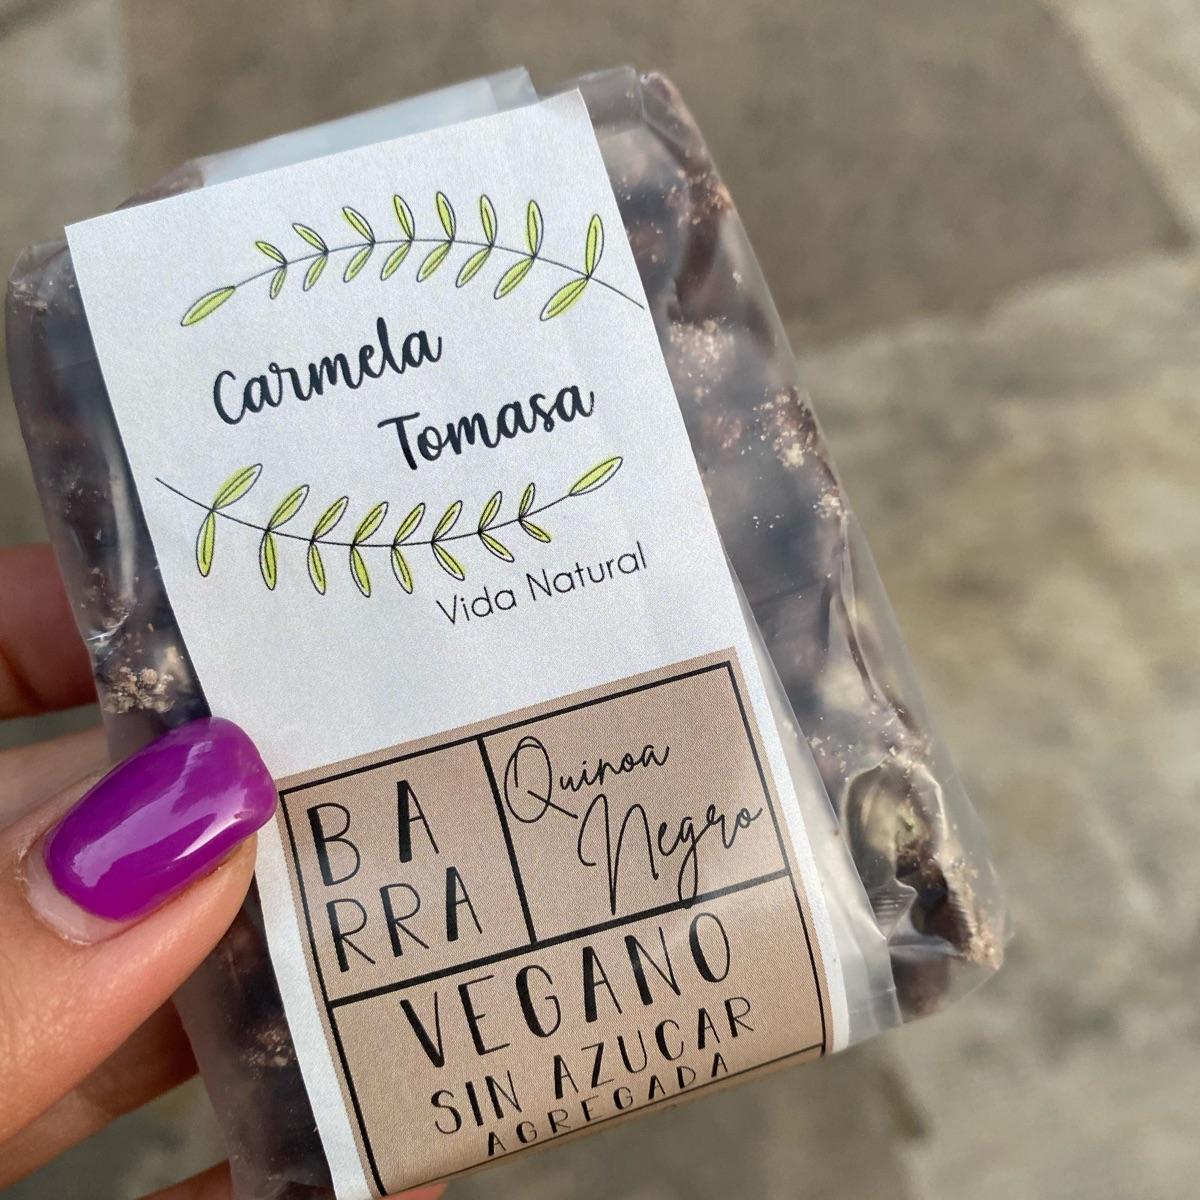 Carmela
Tomasa
Vida Natural
BA
RRA
Quinoa
Negro
VEGANO
SIN AZUCAR
AGREGADA